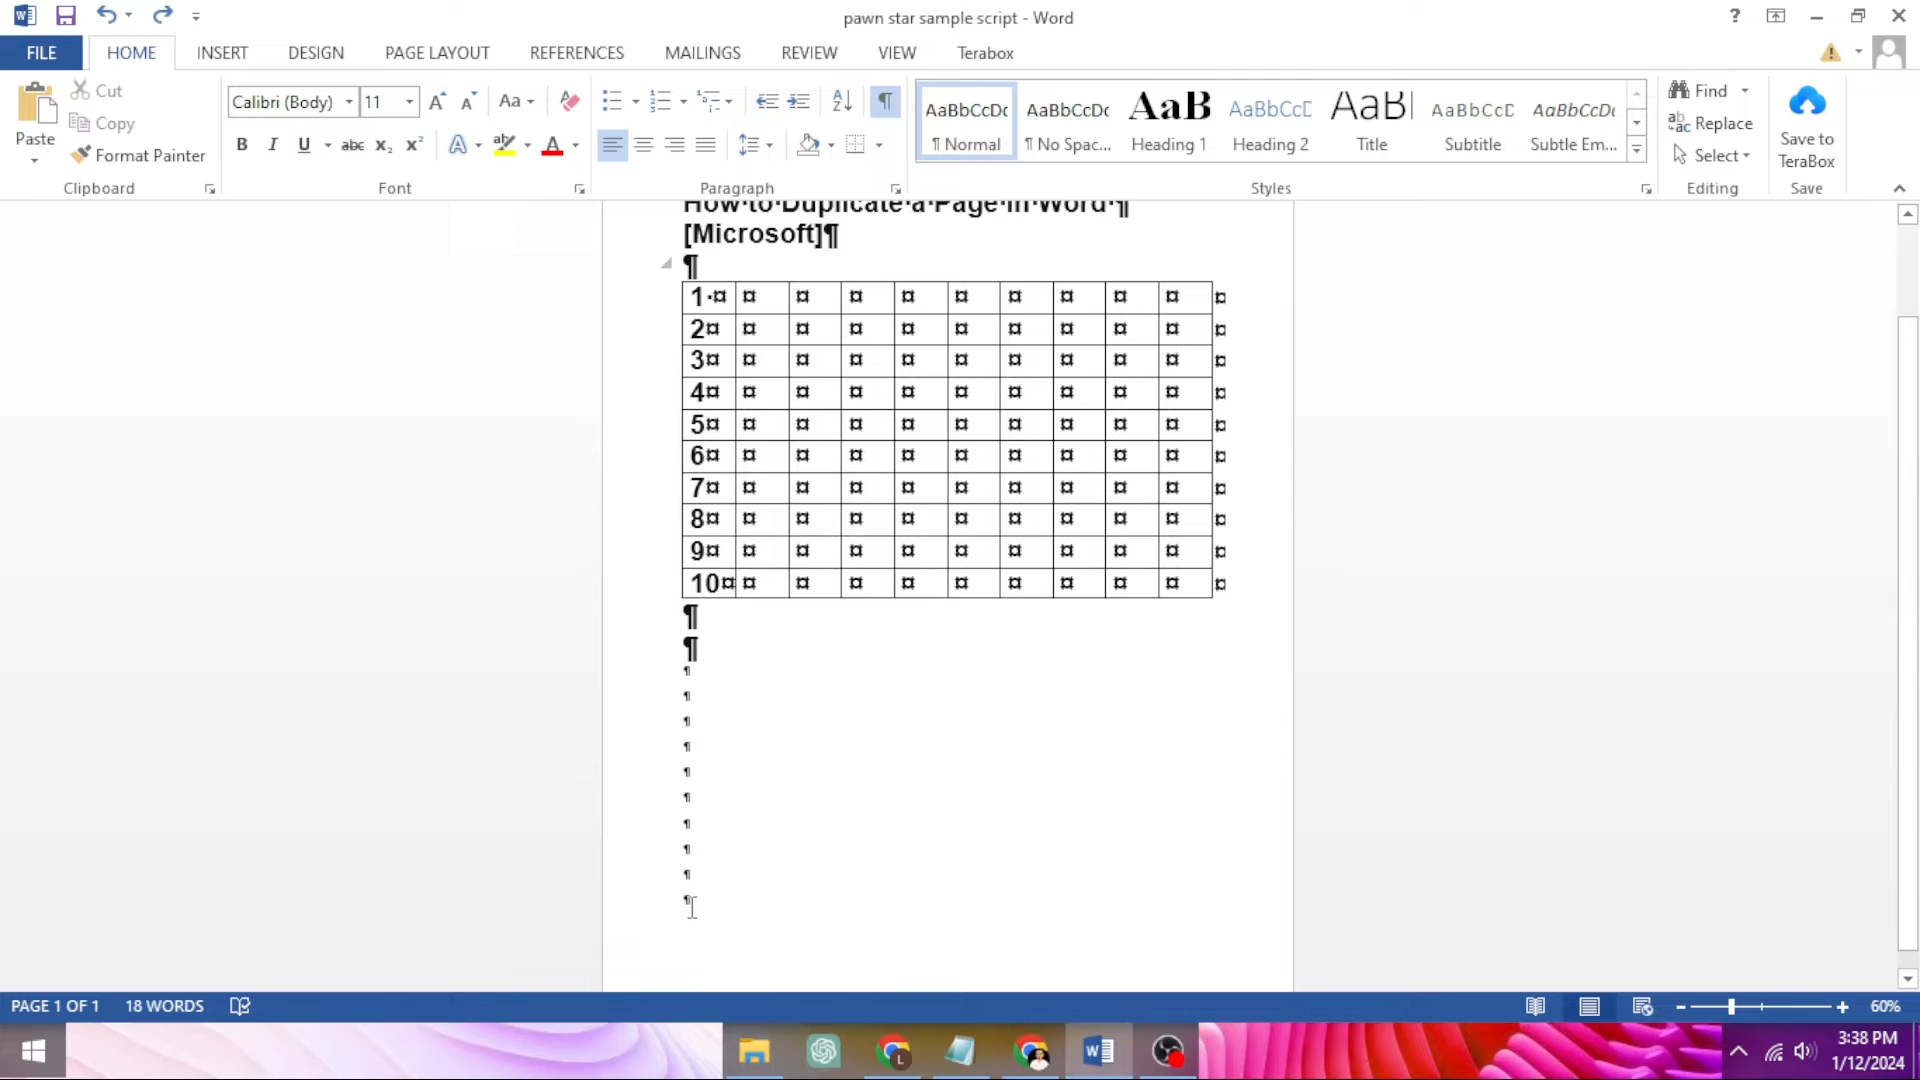 pawn star sample script - Word
?
FILE HOME INSERT DESIGN PAGE LAYOUT REFERENCES MAILINGS REVIEW VIEW Terabox
Paste
Cut
Copy
Format Painter
Clipboard
Calibri (Body) 11
Font
Paragraph
AaBbCcDc
¶ Normal
AaBbCcDc
¶ No Spac...
AaB
Heading 1
AaBbCcD
Heading 2
AaB
Title
AaBbCcD
Subtitle
AaBbCcDc
Subtle Em...
Styles
Find
Replace
Select
Editing
Save to
TeraBox
Save
How·to·Duplicate·a·Page·in·Word·¶
[Microsoft]¶
¶
1·¤ ¤ ¤ ¤ ¤ ¤ ¤ ¤ ¤ ¤ ¤
2¤ ¤ ¤ ¤ ¤ ¤ ¤ ¤ ¤ ¤ ¤
3¤ ¤ ¤ ¤ ¤ ¤ ¤ ¤ ¤ ¤ ¤
4¤ ¤ ¤ ¤ ¤ ¤ ¤ ¤ ¤ ¤ ¤
5¤ ¤ ¤ ¤ ¤ ¤ ¤ ¤ ¤ ¤ ¤
6¤ ¤ ¤ ¤ ¤ ¤ ¤ ¤ ¤ ¤ ¤
7¤ ¤ ¤ ¤ ¤ ¤ ¤ ¤ ¤ ¤ ¤
8¤ ¤ ¤ ¤ ¤ ¤ ¤ ¤ ¤ ¤ ¤
9¤ ¤ ¤ ¤ ¤ ¤ ¤ ¤ ¤ ¤ ¤
10¤ ¤ ¤ ¤ ¤ ¤ ¤ ¤ ¤ ¤ ¤
¶
¶
¶
¶
¶
¶
¶
¶
¶
¶
¶
¶
PAGE 1 OF 1 18 WORDS 60%
3:38 PM
1/12/2024